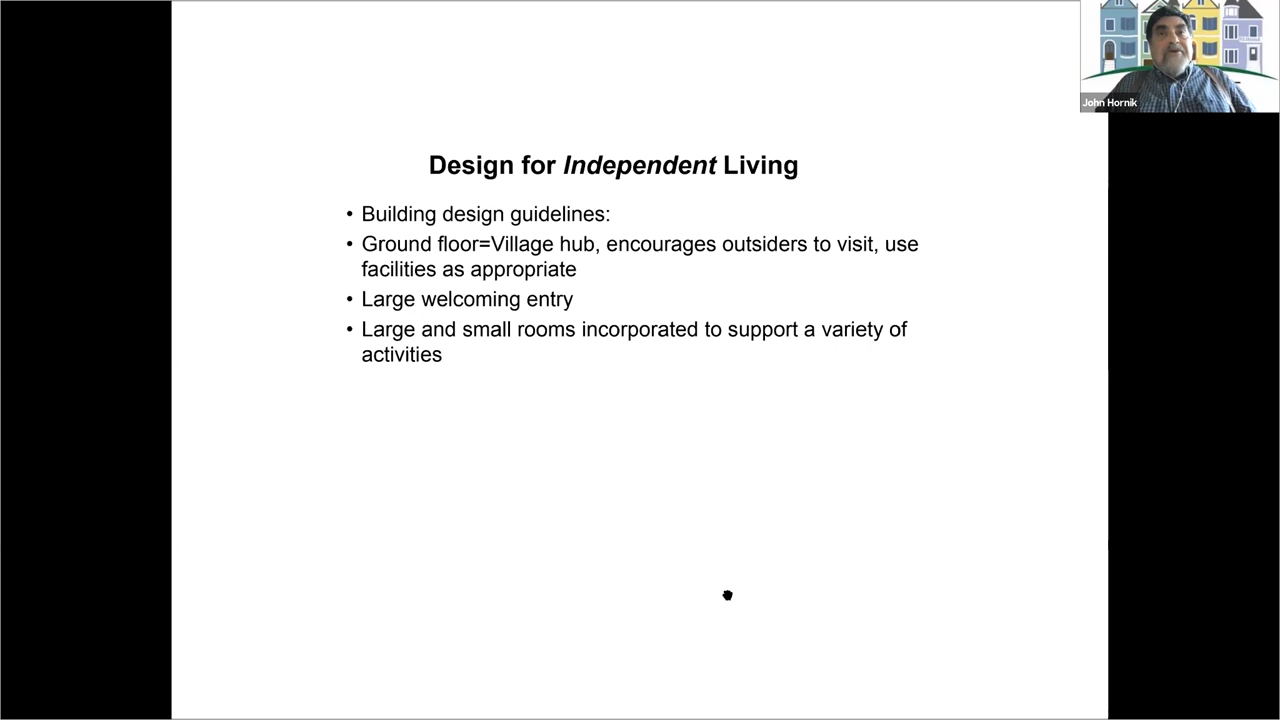 John Hornik
Design for Independent Living
• Building design guidelines:
• Ground floor=Village hub, encourages outsiders to visit, use
facilities as appropriate
• Large welcoming entry
• Large and small rooms incorporated to support a variety of
activities